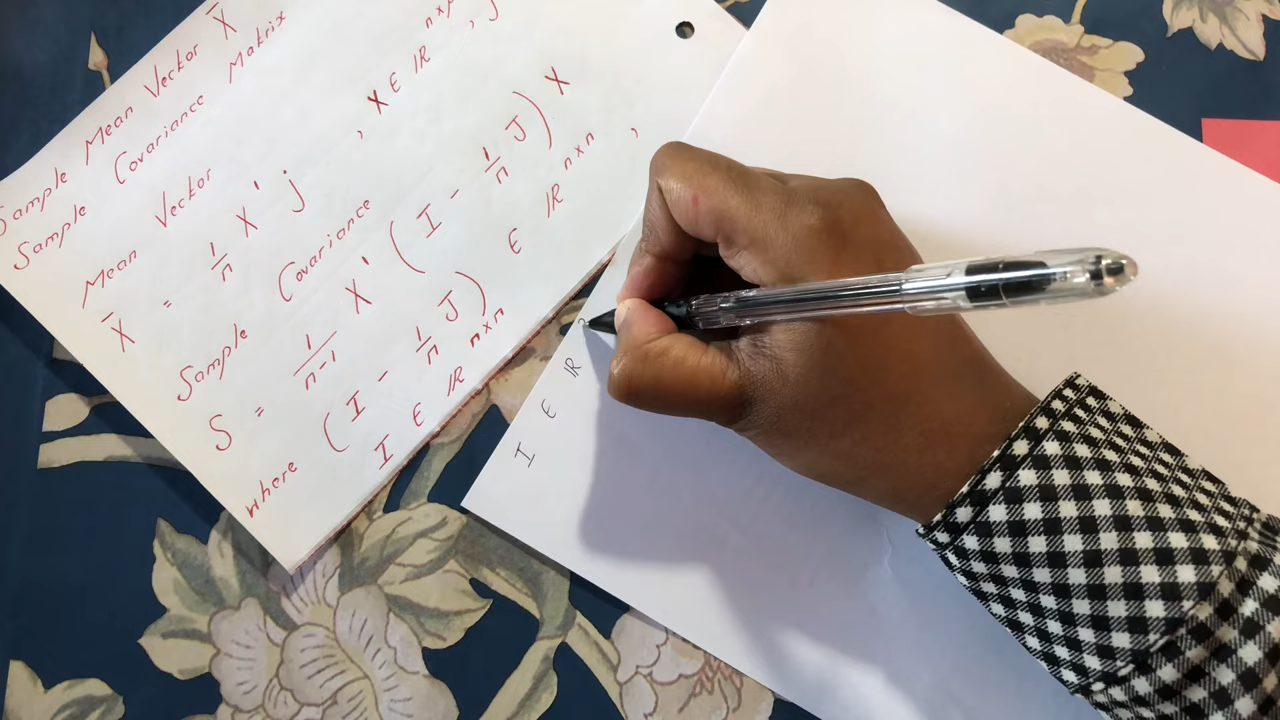 Sample Mean Vector X̄
Sample Covariance Matrix
Mean Vector
X̄ = 1/n X' j , X ∈ ℝ^(n×p), j
Sample Covariance
S = 1/(n-1) X' ( I - 1/n J ) X
where ( I - 1/n J ) ∈ ℝ^(n×n) ,
I ∈ ℝ^(n×n)
I ∈ ℝ